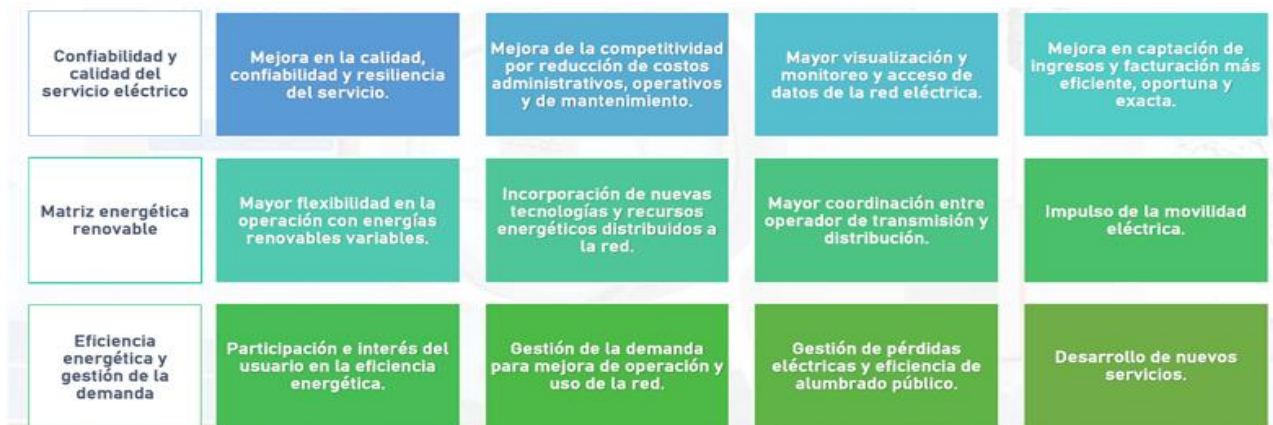 Confiabilidad y
calidad del
servicio eléctrico
Mejora en la calidad,
confiabilidad y resiliencia
del servicio.
Mejora de la competitividad
por reducción de costos
administrativos, operativos
y de mantenimiento.
Mayor visualización y
monitoreo y acceso de
datos de la red eléctrica.
Mejora en captación de
ingresos y facturación más
eficiente, oportuna y
exacta.
Matriz energética
renovable
Mayor flexibilidad en la
operación con energías
renovables variables.
Incorporación de nuevas
tecnologías y recursos
energéticos distribuidos a
la red.
Mayor coordinación entre
operador de transmisión y
distribución.
Impulso de la movilidad
eléctrica.
Eficiencia
energética y
gestión de la
demanda
Participación e interés del
usuario en la eficiencia
energética.
Gestión de la demanda
para mejora de operación y
uso de la red.
Gestión de pérdidas
eléctricas y eficiencia de
alumbrado público.
Desarrollo de nuevos
servicios.